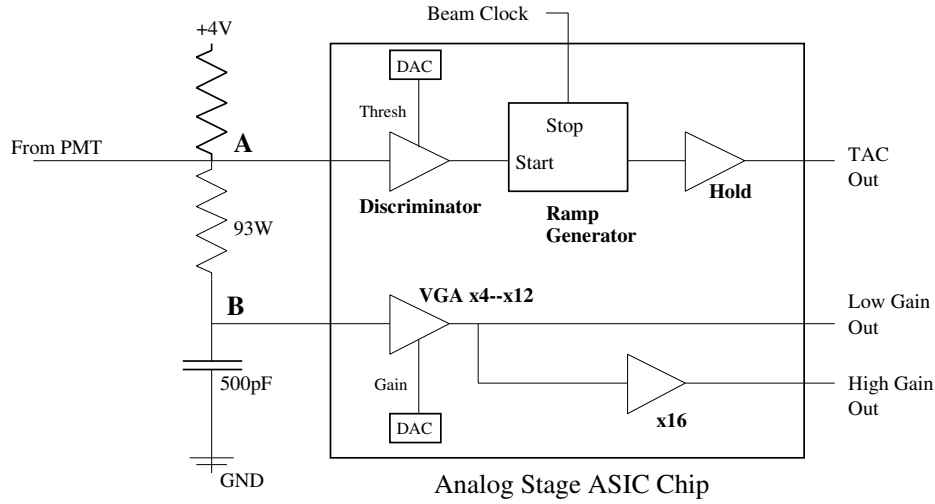 Beam Clock
+4V
DAC
Thresh
Stop
From PMT
A
Start
TAC
Out
Discriminator
Hold
Ramp
Generator
93W
B
VGA x4--x12
Low Gain
Out
500pF
Gain
High Gain
Out
x16
DAC
GND
Analog Stage ASIC Chip